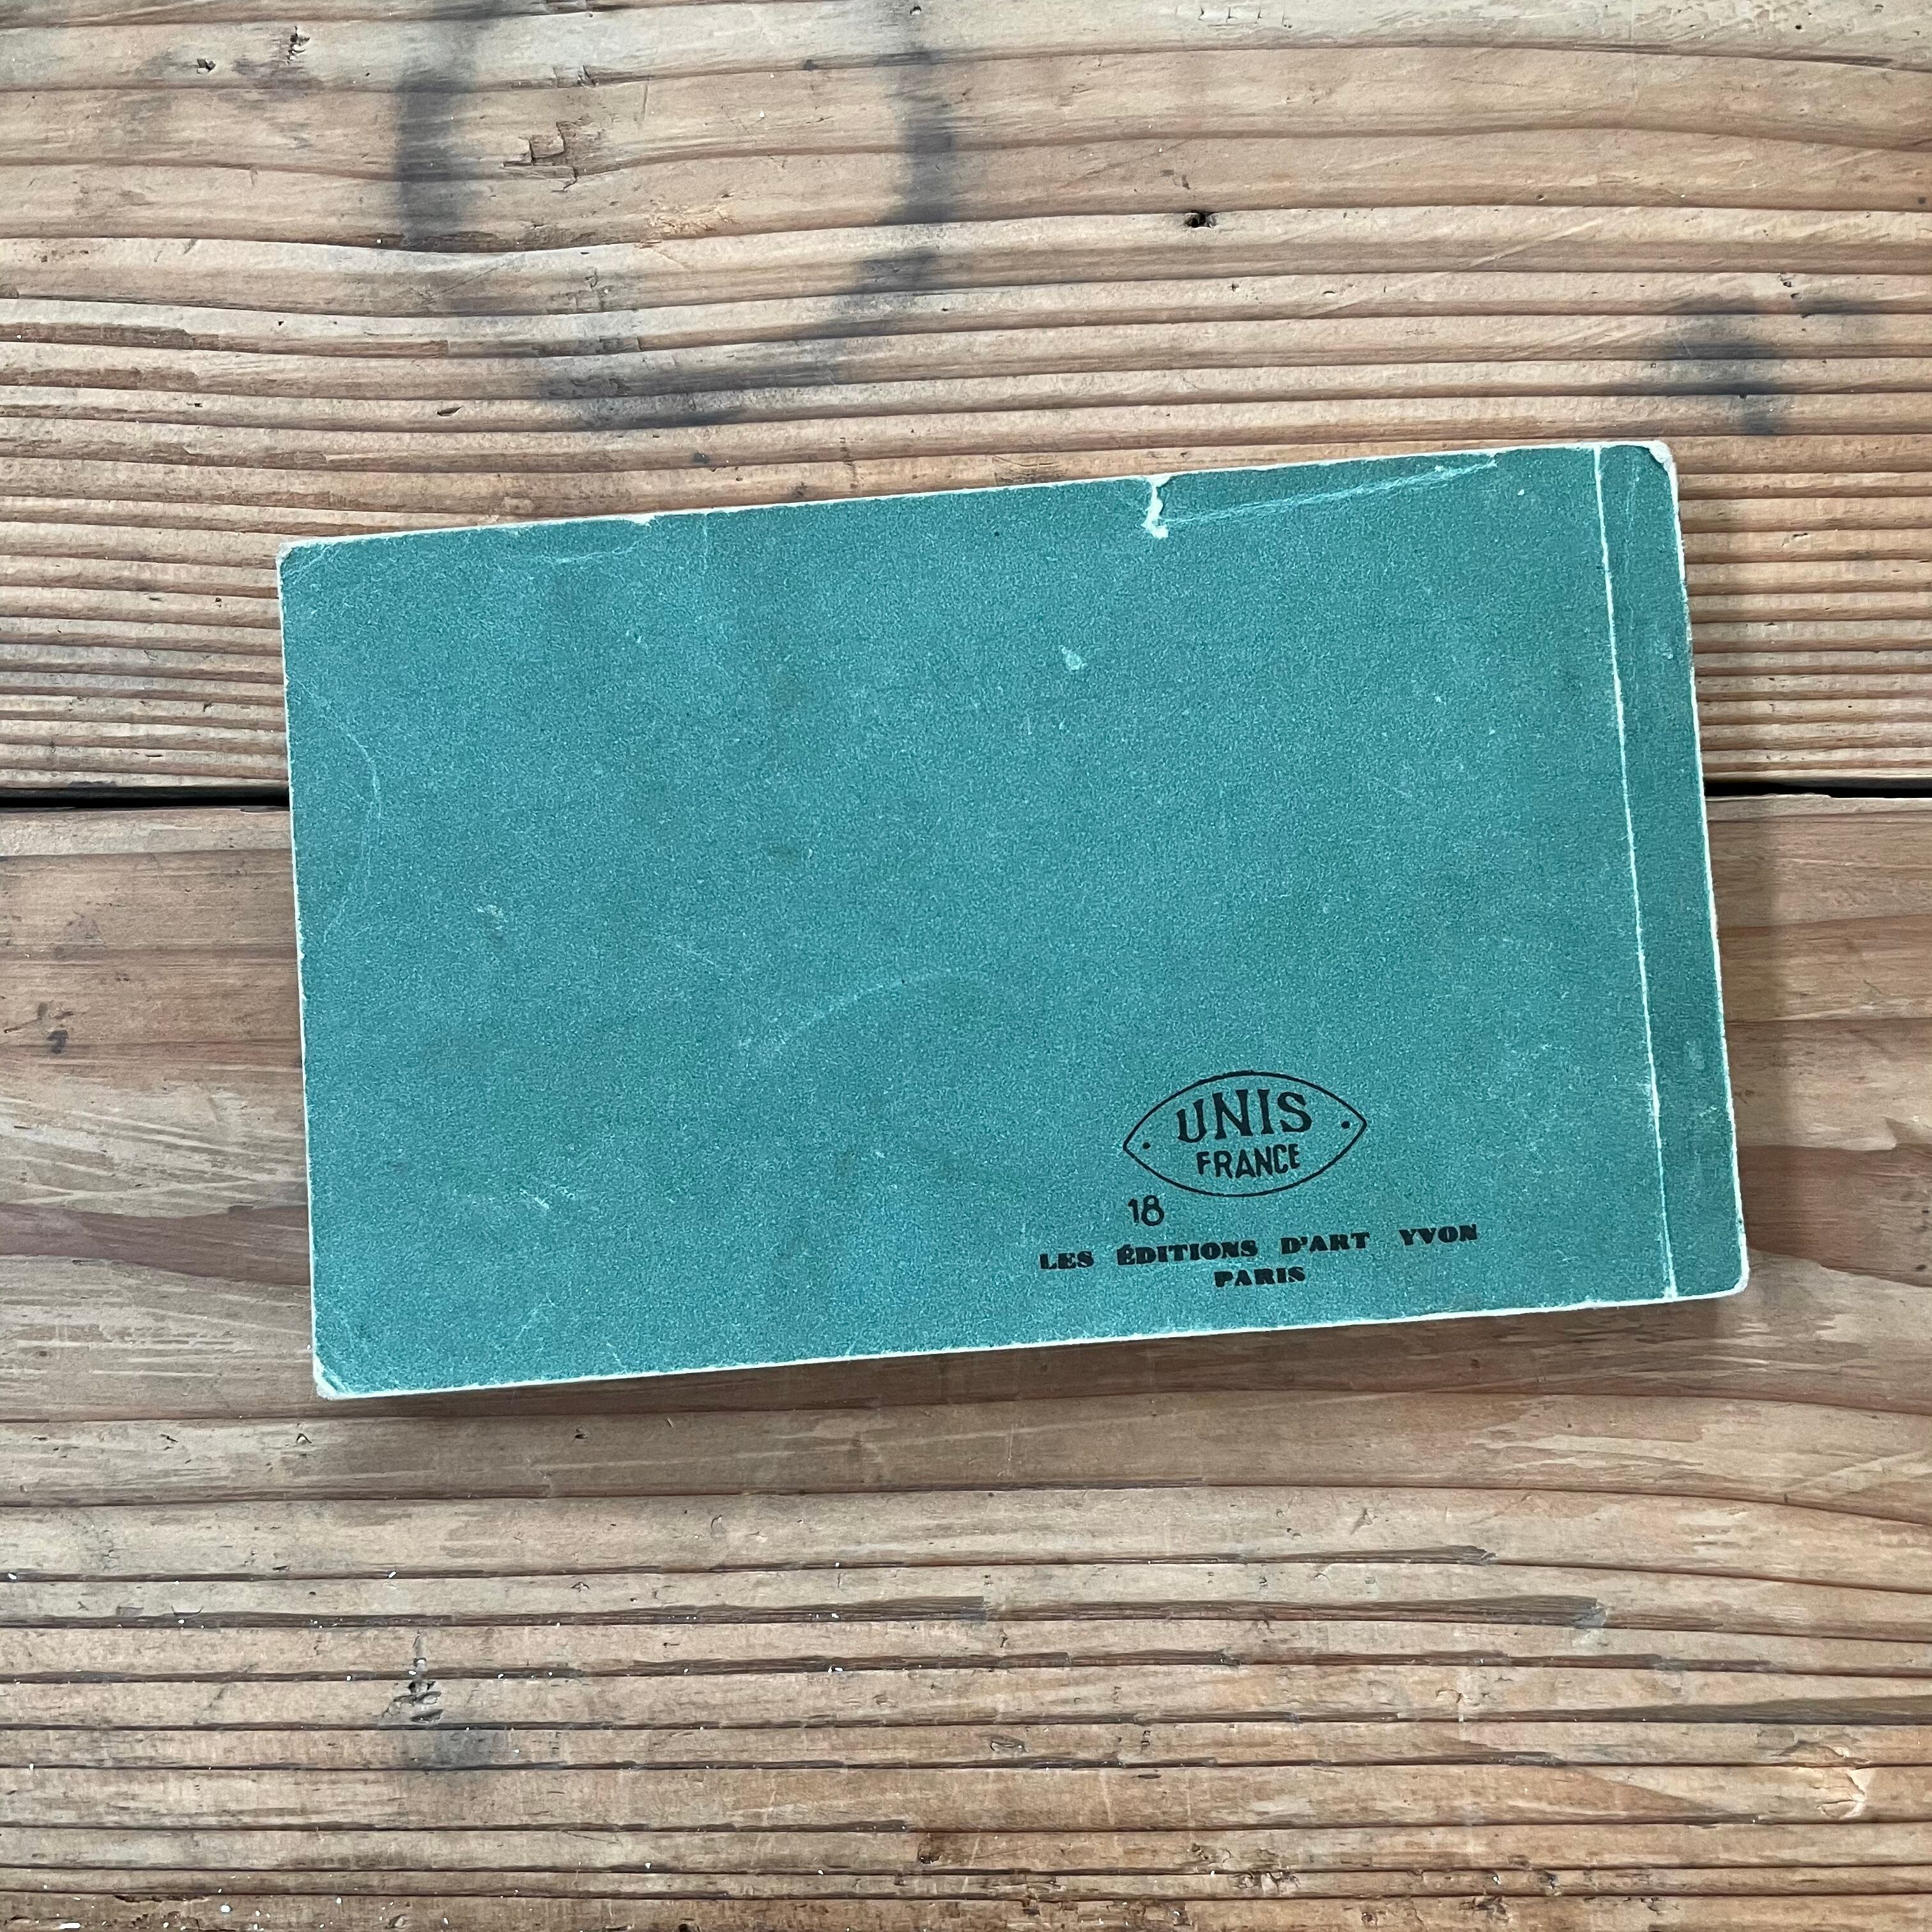 UNIS
FRANCE
18
LES ÉDITIONS D'ART YVON
PARIS